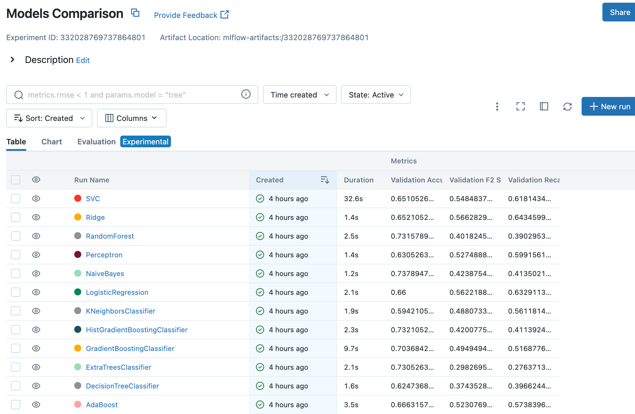 Models Comparison
Provide Feedback
Share
Experiment ID: 332028769737864801 Artifact Location: mlflow-artifacts:/332028769737864801
Description Edit
metrics.rmse < 1 and params.model = "tree"
Time created
State: Active
+ New run
Sort: Created
Columns
Table Chart Evaluation Experimental
Metrics
Run Name Created Duration Validation Accu Validation F2 S Validation Reca
SVC 4 hours ago 32.6s 0.6510526... 0.5484837... 0.6181434...
Ridge 4 hours ago 1.4s 0.6521052... 0.5662829... 0.6434599...
RandomForest 4 hours ago 2.5s 0.7315789... 0.4018245... 0.3902953...
Perceptron 4 hours ago 1.4s 0.6305263... 0.5274888... 0.5991561...
NaiveBayes 4 hours ago 1.2s 0.7378947... 0.4238754... 0.4135021...
LogisticRegression 4 hours ago 2.1s 0.66 0.5622188... 0.6329113...
KNeighborsClassifier 4 hours ago 1.9s 0.5942105... 0.4880733... 0.5611814...
HistGradientBoostingClassifier 4 hours ago 2.3s 0.7321052... 0.4200775... 0.4113924...
GradientBoostingClassifier 4 hours ago 9.7s 0.7036842... 0.4949494... 0.5168776...
ExtraTreesClassifier 4 hours ago 2.1s 0.7305263... 0.2982695... 0.2763713...
DecisionTreeClassifier 4 hours ago 1.6s 0.6247368... 0.3743528... 0.3966244...
AdaBoost 4 hours ago 3.5s 0.6663157... 0.5230769... 0.5738396...